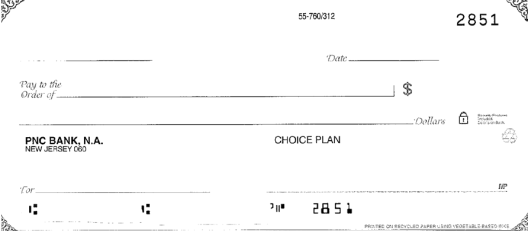 55-760/312
2851
Date
Pay to the
Order of
$
Dollars
PNC BANK, N.A.
NEW JERSEY 060
CHOICE PLAN
For
MP
2851
PRINTED ON RECYCLED PAPER USING VEGETABLE BASED INKS